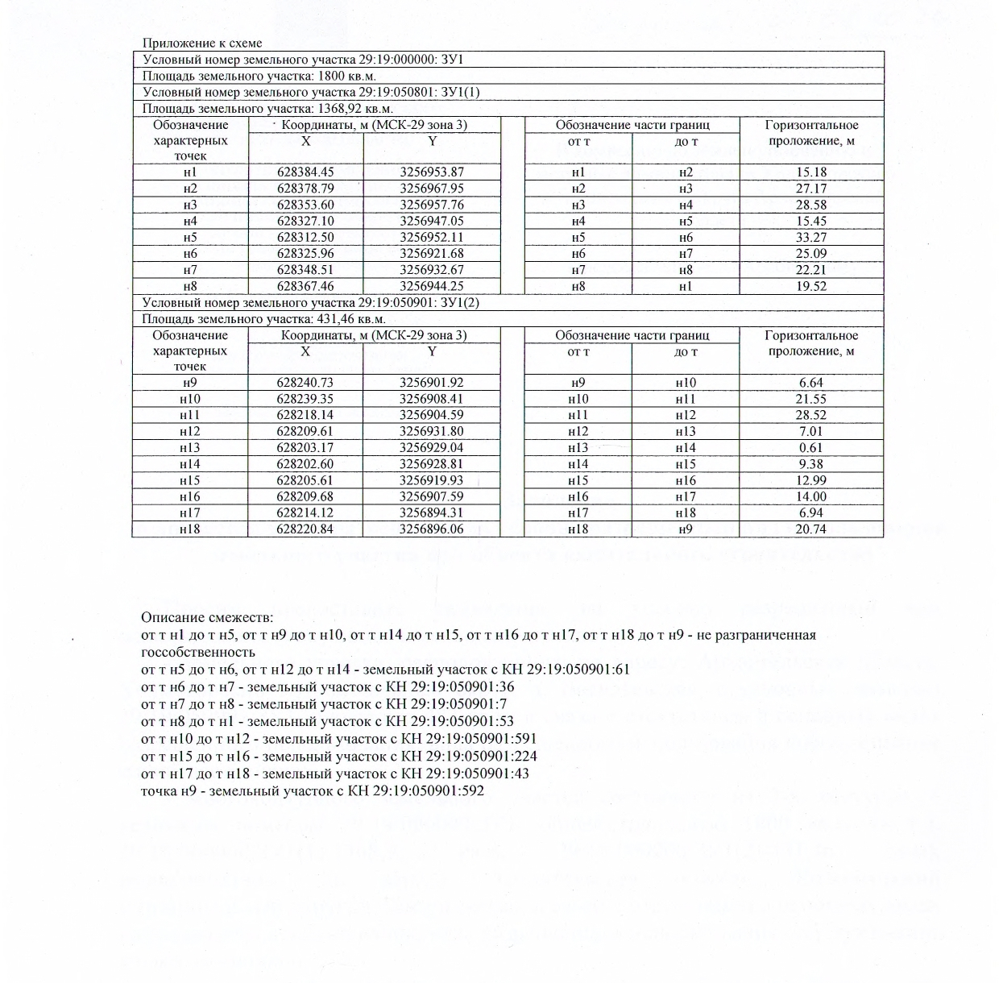 Приложение к схеме
Условный номер земельного участка 29:19:000000: ЗУ1
Площадь земельного участка: 1800 кв.м.
Условный номер земельного участка 29:19:050801: ЗУ1(1)
Площадь земельного участка: 1368,92 кв.м.
Обозначение характерных точек Координаты, м (МСК-29 зона 3) Обозначение части границ Горизонтальное проложение, м
X Y от т до т
н1 628384.45 3256953.87 н1 н2 15.18
н2 628378.79 3256967.95 н2 н3 27.17
н3 628353.60 3256957.76 н3 н4 28.58
н4 628327.10 3256947.05 н4 н5 15.45
н5 628312.50 3256952.11 н5 н6 33.27
н6 628325.96 3256921.68 н6 н7 25.09
н7 628348.51 3256932.67 н7 н8 22.21
н8 628367.46 3256944.25 н8 н1 19.52
Условный номер земельного участка 29:19:050901: ЗУ1(2)
Площадь земельного участка: 431,46 кв.м.
Обозначение характерных точек Координаты, м (МСК-29 зона 3) Обозначение части границ Горизонтальное проложение, м
X Y от т до т
н9 628240.73 3256901.92 н9 н10 6.64
н10 628239.35 3256908.41 н10 н11 21.55
н11 628218.14 3256904.59 н11 н12 28.52
н12 628209.61 3256931.80 н12 н13 7.01
н13 628203.17 3256929.04 н13 н14 0.61
н14 628202.60 3256928.81 н14 н15 9.38
н15 628205.61 3256919.93 н15 н16 12.99
н16 628209.68 3256907.59 н16 н17 14.00
н17 628214.12 3256894.31 н17 н18 6.94
н18 628220.84 3256896.06 н18 н9 20.74
Описание смежеств:
от т н1 до т н5, от т н9 до т н10, от т н14 до т н15, от т н16 до т н17, от т н18 до т н9 - не разграниченная
госсобственность
от т н5 до т н6, от т н12 до т н14 - земельный участок с КН 29:19:050901:61
от т н6 до т н7 - земельный участок с КН 29:19:050901:36
от т н7 до т н8 - земельный участок с КН 29:19:050901:7
от т н8 до т н1 - земельный участок с КН 29:19:050901:53
от т н10 до т н12 - земельный участок с КН 29:19:050901:591
от т н15 до т н16 - земельный участок с КН 29:19:050901:224
от т н17 до т н18 - земельный участок с КН 29:19:050901:43
точка н9 - земельный участок с КН 29:19:050901:592